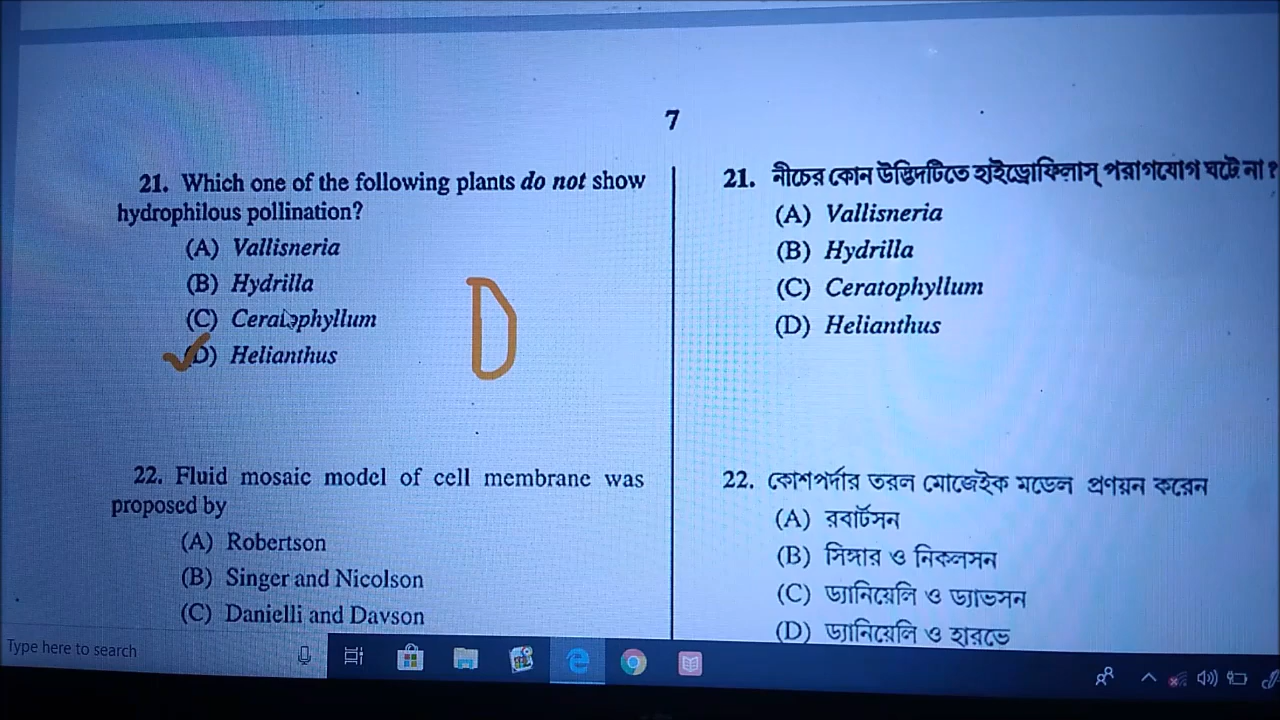 7
21. Which one of the following plants do not show
hydrophilous pollination?
(A) Vallisneria
(B) Hydrilla
(C) Ceratophyllum
(D) Helianthus
D
22. Fluid mosaic model of cell membrane was
proposed by
(A) Robertson
(B) Singer and Nicolson
(C) Danielli and Davson
21. নীচের কোন উদ্ভিদটিতে হাইড্রোফিলাস্ পরাগযোগ ঘটে না ?
(A) Vallisneria
(B) Hydrilla
(C) Ceratophyllum
(D) Helianthus
22. কোশপর্দার তরল মোজেইক মডেল প্রণয়ন করেন
(A) রবার্টসন
(B) সিঙ্গার ও নিকলসন
(C) ড্যানিয়েলি ও ড্যাভসন
(D) ড্যানিয়েলি ও হারভে
Type here to search